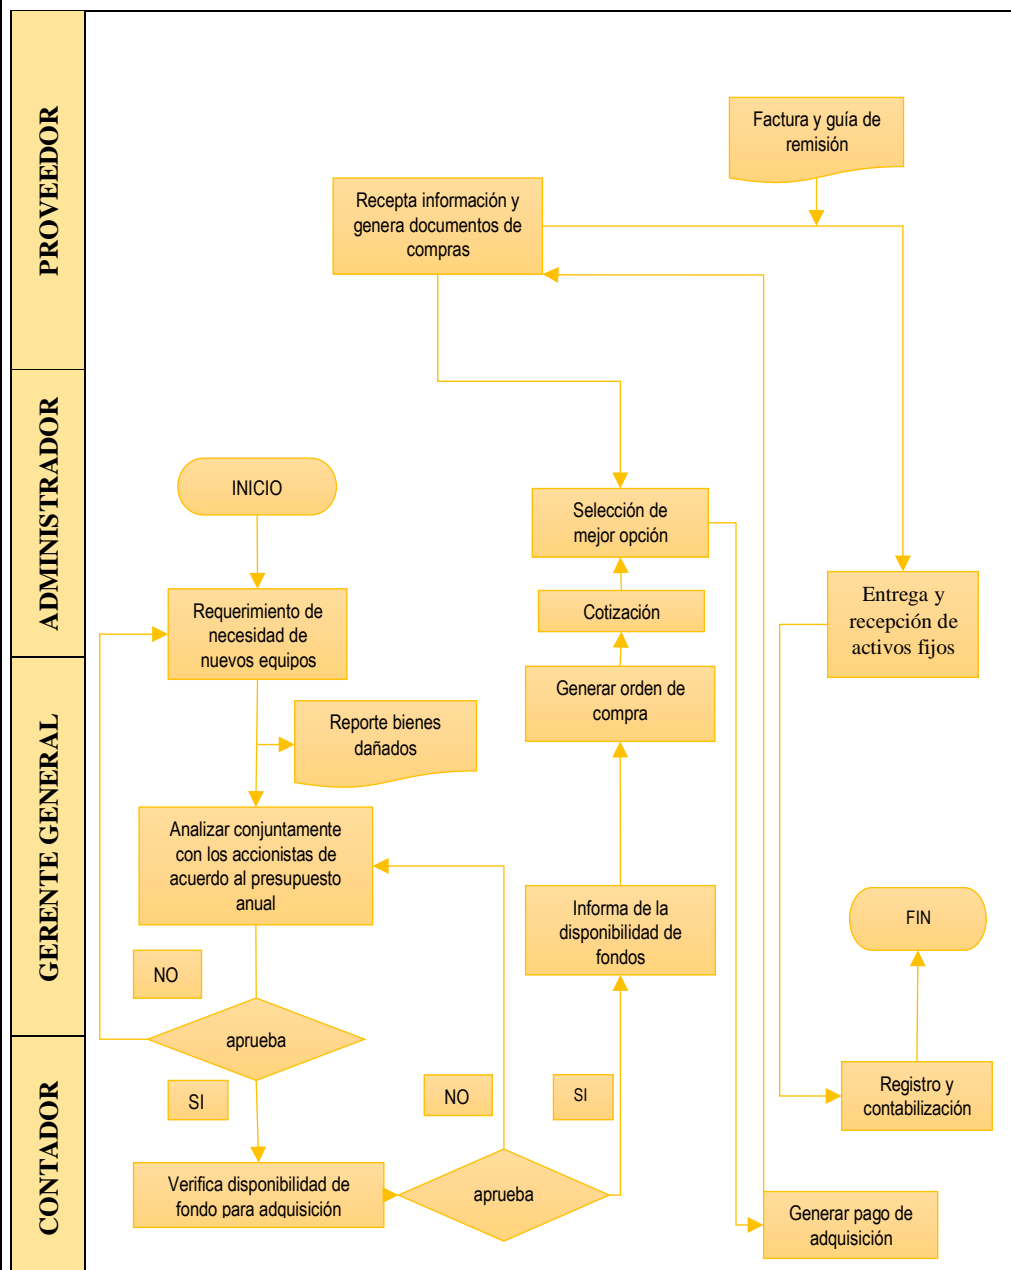 PROVEEDOR
Factura y guía de
remisión
Recepta información y
genera documentos de
compras
ADMINISTRADOR
INICIO
Selección de
mejor opción
Requerimiento de
necesidad de
nuevos equipos
Cotización
Entrega y
recepción de
activos fijos
GERENTE GENERAL
Generar orden de
compra
Reporte bienes
dañados
Analizar conjuntamente
con los accionistas de
acuerdo al presupuesto
anual
Informa de la
disponibilidad de
fondos
FIN
NO
aprueba
CONTADOR
SI
NO
SI
Registro y
contabilización
Verifica disponibilidad de
fondo para adquisición
aprueba
Generar pago de
adquisición